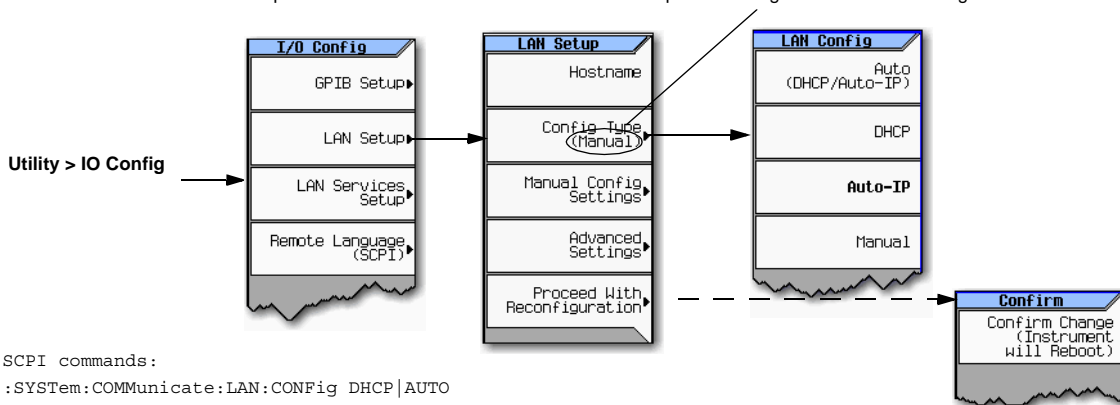 I/O Config
GPIB Setup
LAN Setup
LAN Services
Setup
Remote Language
(SCPI)
LAN Setup
Hostname
Config Type
(Manual)
Manual Config
Settings
Advanced
Settings
Proceed With
Reconfiguration
LAN Config
Auto
(DHCP/Auto-IP)
DHCP
Auto-IP
Manual
Utility > IO Config
Confirm
Confirm Change
(Instrument
will Reboot)
SCPI commands:
:SYSTem:COMMunicate:LAN:CONFig DHCP|AUTO